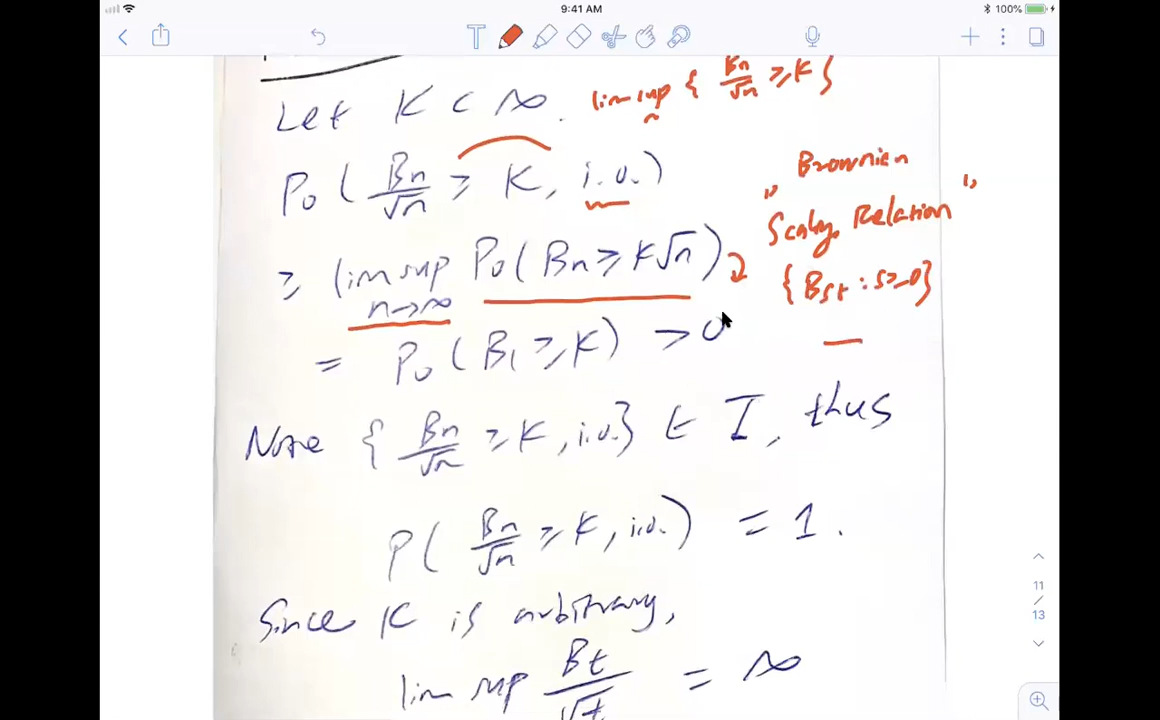 9:41 AM
100%
Let K < ∞.
lim sup { Bn/√n ≥ K }
P₀ ( Bn/√n ≥ K, i.o. )
≥ lim sup n→∞ P₀ ( Bn ≥ K√n )
"Brownien
Scaling Relation"
{ Bst : s ≥ 0 }
= P₀ ( B₁ ≥ K ) > 0
Note { Bn/√n ≥ K, i.o. } ∈ I, thus
P ( Bn/√n ≥ K, i.o. ) = 1.
Since K is arbitrary,
lim sup Bt/√t = ∞
11
/
13